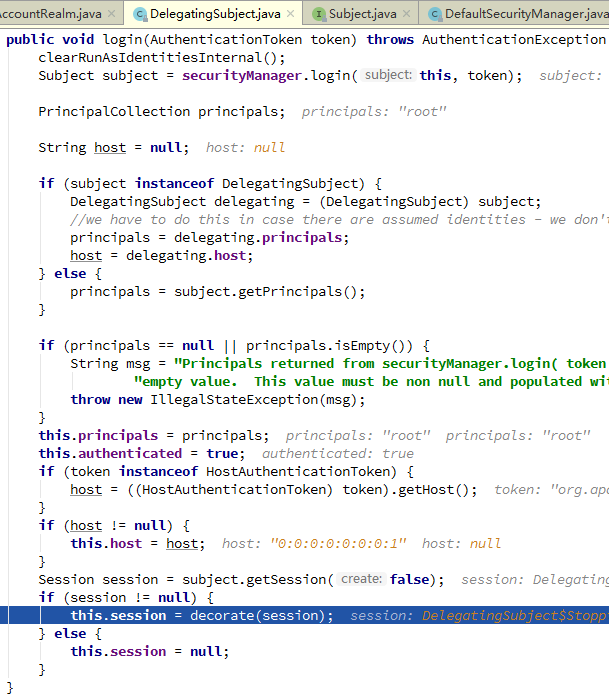 AccountRealm.java × DelegatingSubject.java × Subject.java × DefaultSecurityManager.java
public void login(AuthenticationToken token) throws AuthenticationException
clearRunAsIdentitiesInternal();
Subject subject = securityManager.login( subject: this, token); subject:
PrincipalCollection principals; principals: "root"
String host = null; host: null
if (subject instanceof DelegatingSubject) {
DelegatingSubject delegating = (DelegatingSubject) subject;
//we have to do this in case there are assumed identities - we don't
principals = delegating.principals;
host = delegating.host;
} else {
principals = subject.getPrincipals();
}
if (principals == null || principals.isEmpty()) {
String msg = "Principals returned from securityManager.login( token
"empty value.  This value must be non null and populated wit
throw new IllegalStateException(msg);
}
this.principals = principals; principals: "root" principals: "root"
this.authenticated = true; authenticated: true
if (token instanceof HostAuthenticationToken) {
host = ((HostAuthenticationToken) token).getHost(); token: "org.apa
}
if (host != null) {
this.host = host; host: "0:0:0:0:0:0:0:1" host: null
}
Session session = subject.getSession( create: false); session: Delegating
if (session != null) {
this.session = decorate(session); session: DelegatingSubject$Stopp
} else {
this.session = null;
}
}